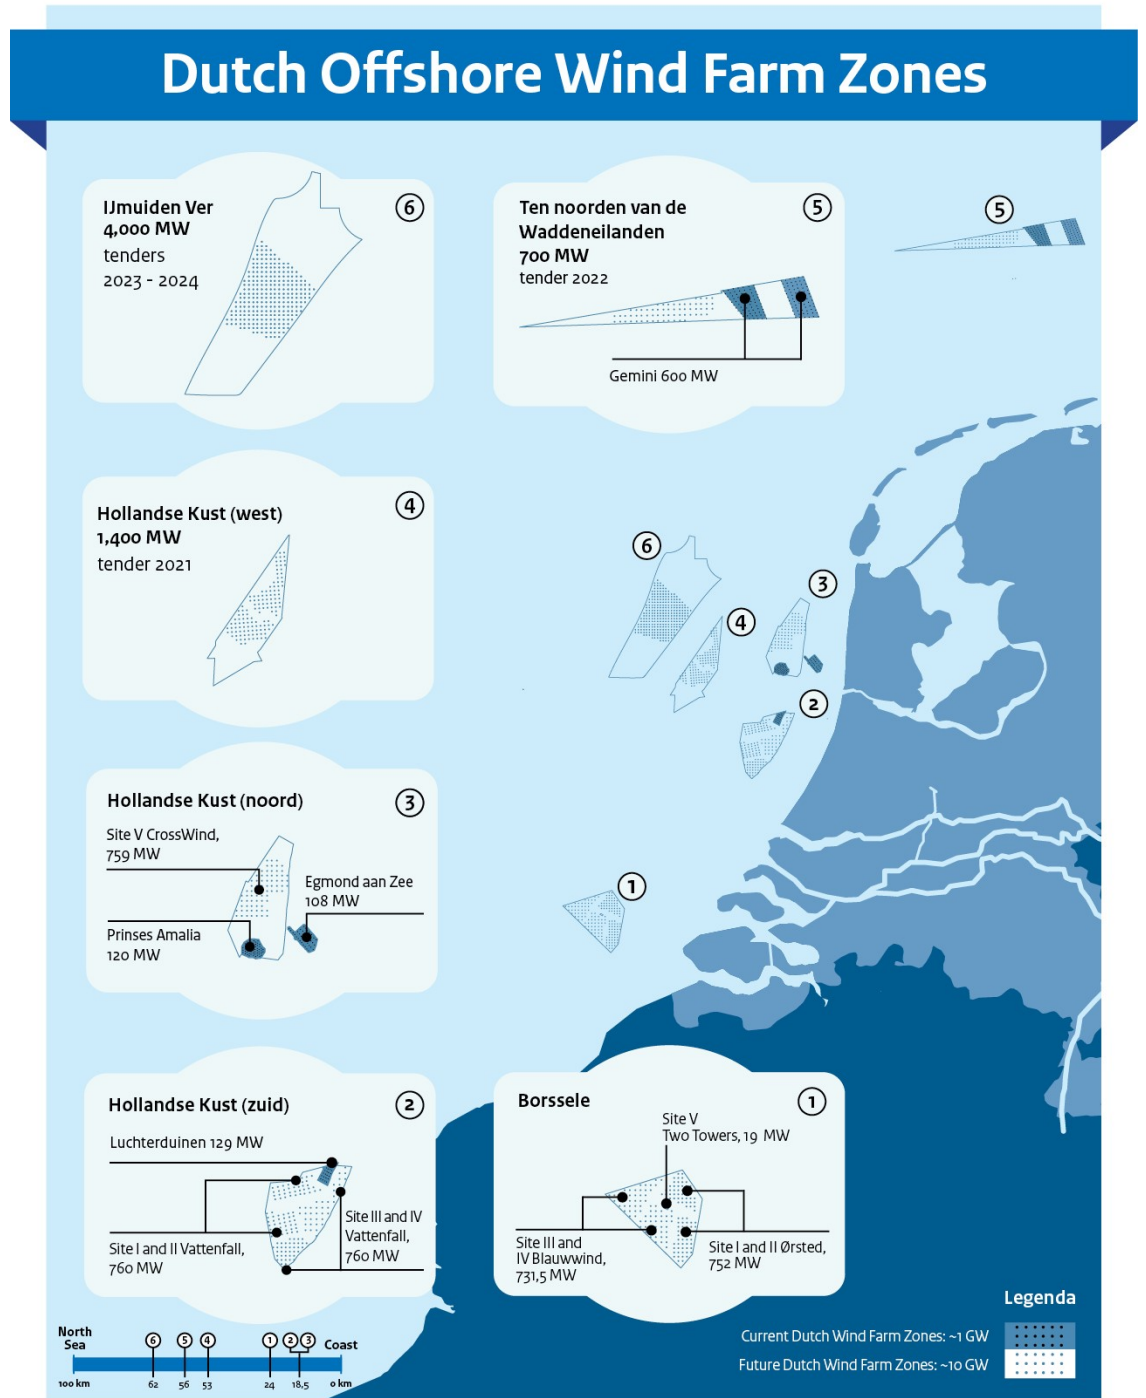 Dutch Offshore Wind Farm Zones
IJmuiden Ver
4,000 MW
tenders
2023 - 2024
6
Ten noorden van de
Waddeneilanden
700 MW
tender 2022
5
Gemini 600 MW
5
Hollandse Kust (west)
1,400 MW
tender 2021
4
6
4
3
2
1
Hollandse Kust (noord)
3
Site V CrossWind,
759 MW
Egmond aan Zee
108 MW
Prinses Amalia
120 MW
Hollandse Kust (zuid)
2
Luchterduinen 129 MW
Site I and II Vattenfall,
760 MW
Site III and IV
Vattenfall,
760 MW
Borssele
1
Site V
Two Towers, 19 MW
Site III and
IV Blauwwind,
731,5 MW
Site I and II Ørsted,
752 MW
Legenda
Current Dutch Wind Farm Zones: ~1 GW
Future Dutch Wind Farm Zones: ~10 GW
North
Sea
6 5 4 1 2 3
Coast
100 km 62 56 53 24 18,5 0 km